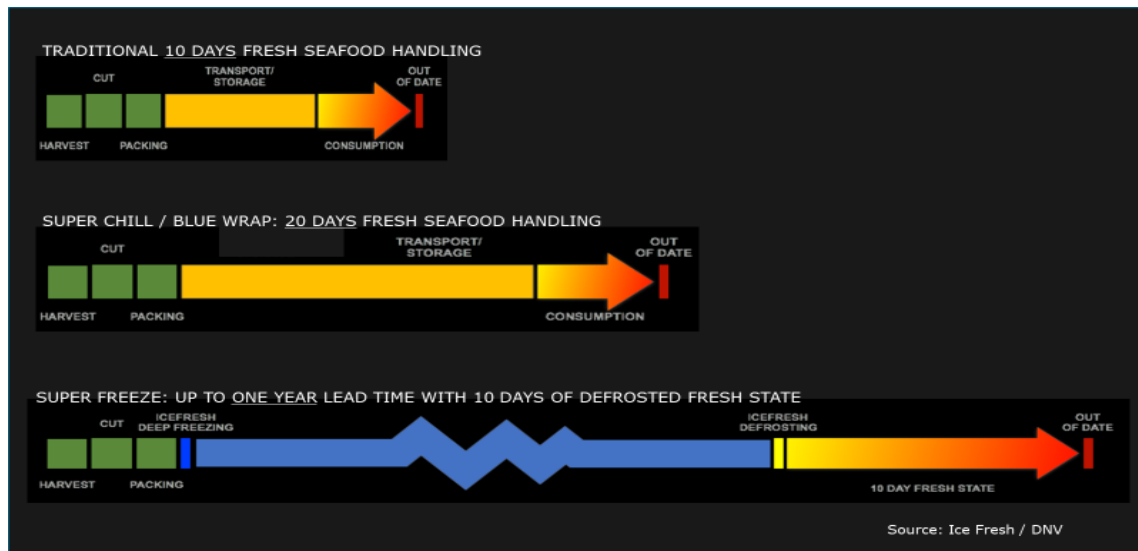 TRADITIONAL 10 DAYS FRESH SEAFOOD HANDLING
CUT
TRANSPORT/
STORAGE
OUT
OF DATE
HARVEST
PACKING
CONSUMPTION
SUPER CHILL / BLUE WRAP: 20 DAYS FRESH SEAFOOD HANDLING
CUT
TRANSPORT/
STORAGE
OUT
OF DATE
HARVEST
PACKING
CONSUMPTION
SUPER FREEZE: UP TO ONE YEAR LEAD TIME WITH 10 DAYS OF DEFROSTED FRESH STATE
CUT
ICEFRESH
DEEP FREEZING
ICEFRESH
DEFROSTING
OUT
OF DATE
HARVEST
PACKING
10 DAY FRESH STATE
Source: Ice Fresh / DNV